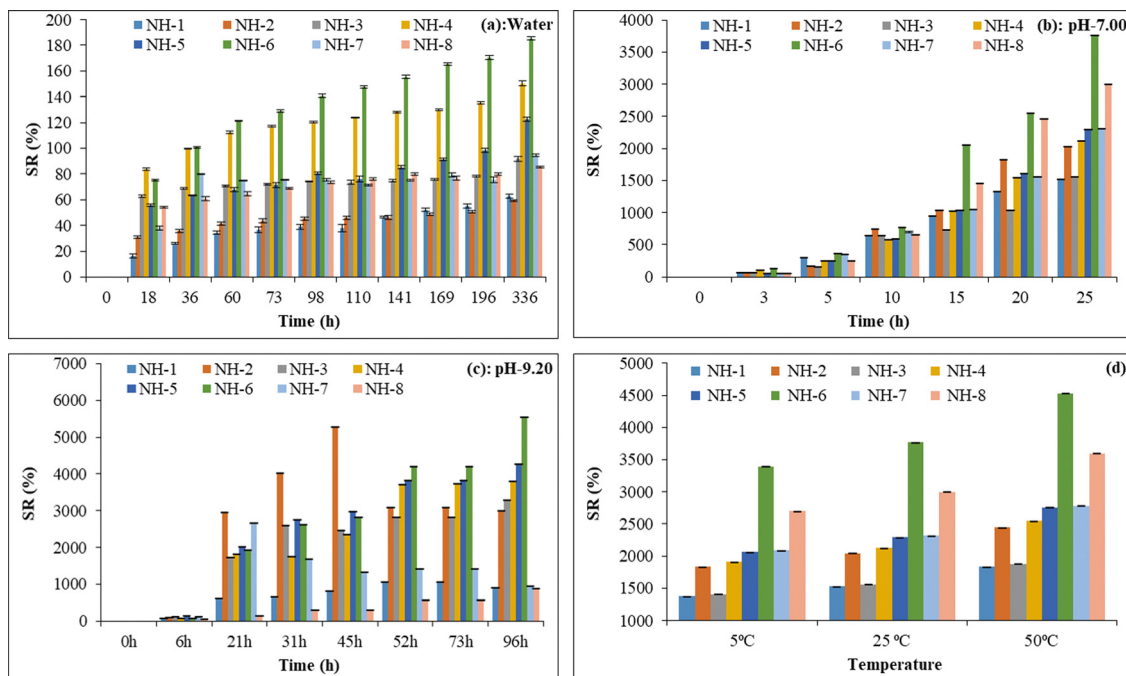 (a):Water
NH-1 NH-2 NH-3 NH-4
NH-5 NH-6 NH-7 NH-8
SR (%)
200
180
160
140
120
100
80
60
40
20
0
0 18 36 60 73 98 110 141 169 196 336
Time (h)
(b): pH-7.00
NH-1 NH-2 NH-3 NH-4
NH-5 NH-6 NH-7 NH-8
SR (%)
4000
3500
3000
2500
2000
1500
1000
500
0
0 3 5 10 15 20 25
Time (h)
(c): pH-9.20
NH-1 NH-2 NH-3 NH-4
NH-5 NH-6 NH-7 NH-8
SR (%)
7000
6000
5000
4000
3000
2000
1000
0
0h 6h 21h 31h 45h 52h 73h 96h
Time (h)
(d)
NH-1 NH-2 NH-3 NH-4
NH-5 NH-6 NH-7 NH-8
SR (%)
5000
4500
4000
3500
3000
2500
2000
1500
1000
5ºC 25 ºC 50ºC
Temperature